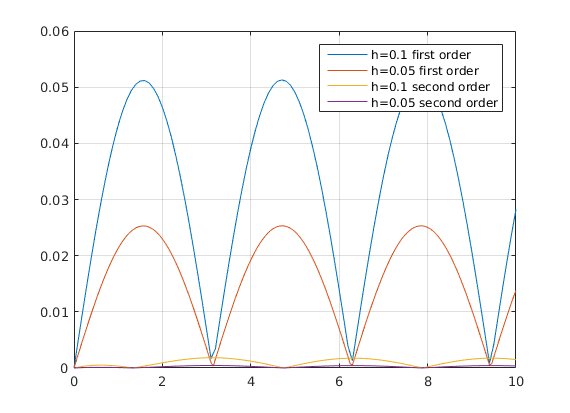 0.06
h=0.1 first order
h=0.05 first order
h=0.1 second order
h=0.05 second order
0.05
0.04
0.03
0.02
0.01
0
0 2 4 6 8 10